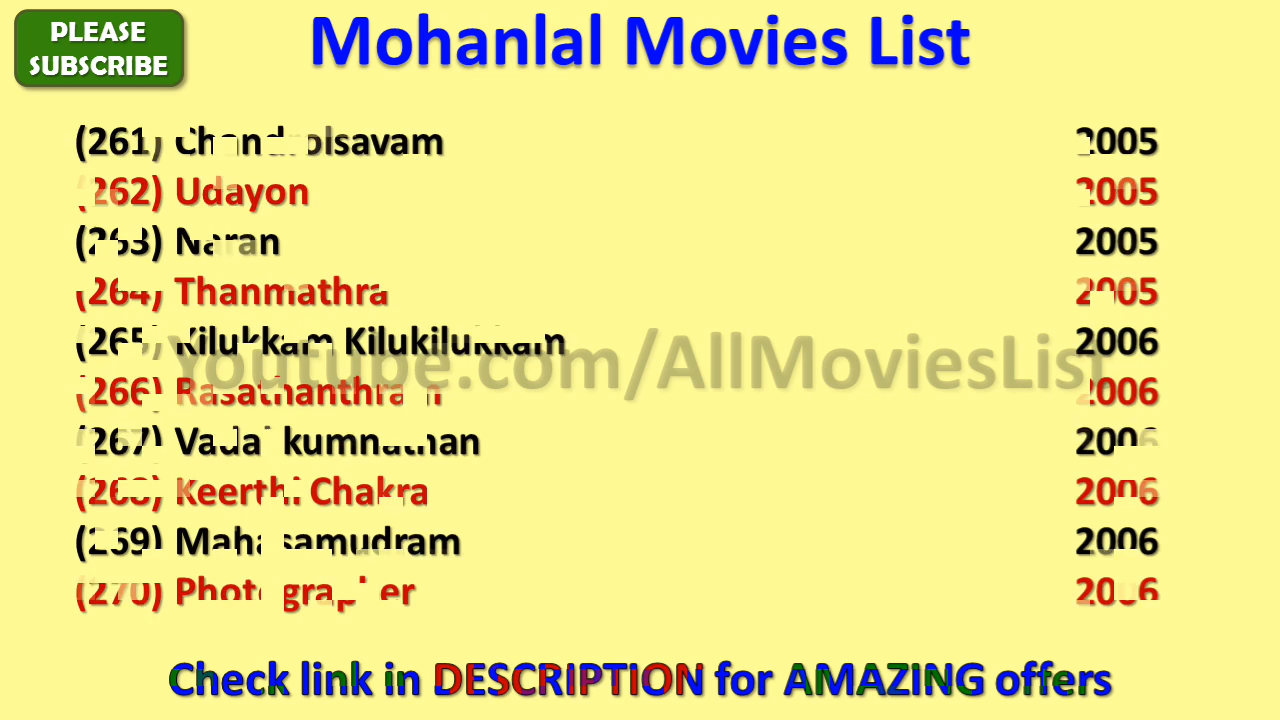 PLEASE
SUBSCRIBE
Mohanlal Movies List
(261) Chandrolsavam 2005
(262) Udayon 2005
(263) Naran 2005
(264) Thanmathra 2005
(265) Kilukkam Kilukilukkam 2006
Youtube.com/AllMoviesList
(266) Rasathanthram 2006
(267) Vadakkumnathan 2006
(268) Keerthi Chakra 2006
(269) Mahasamudram 2006
(270) Photographer 2006
Check link in DESCRIPTION for AMAZING offers